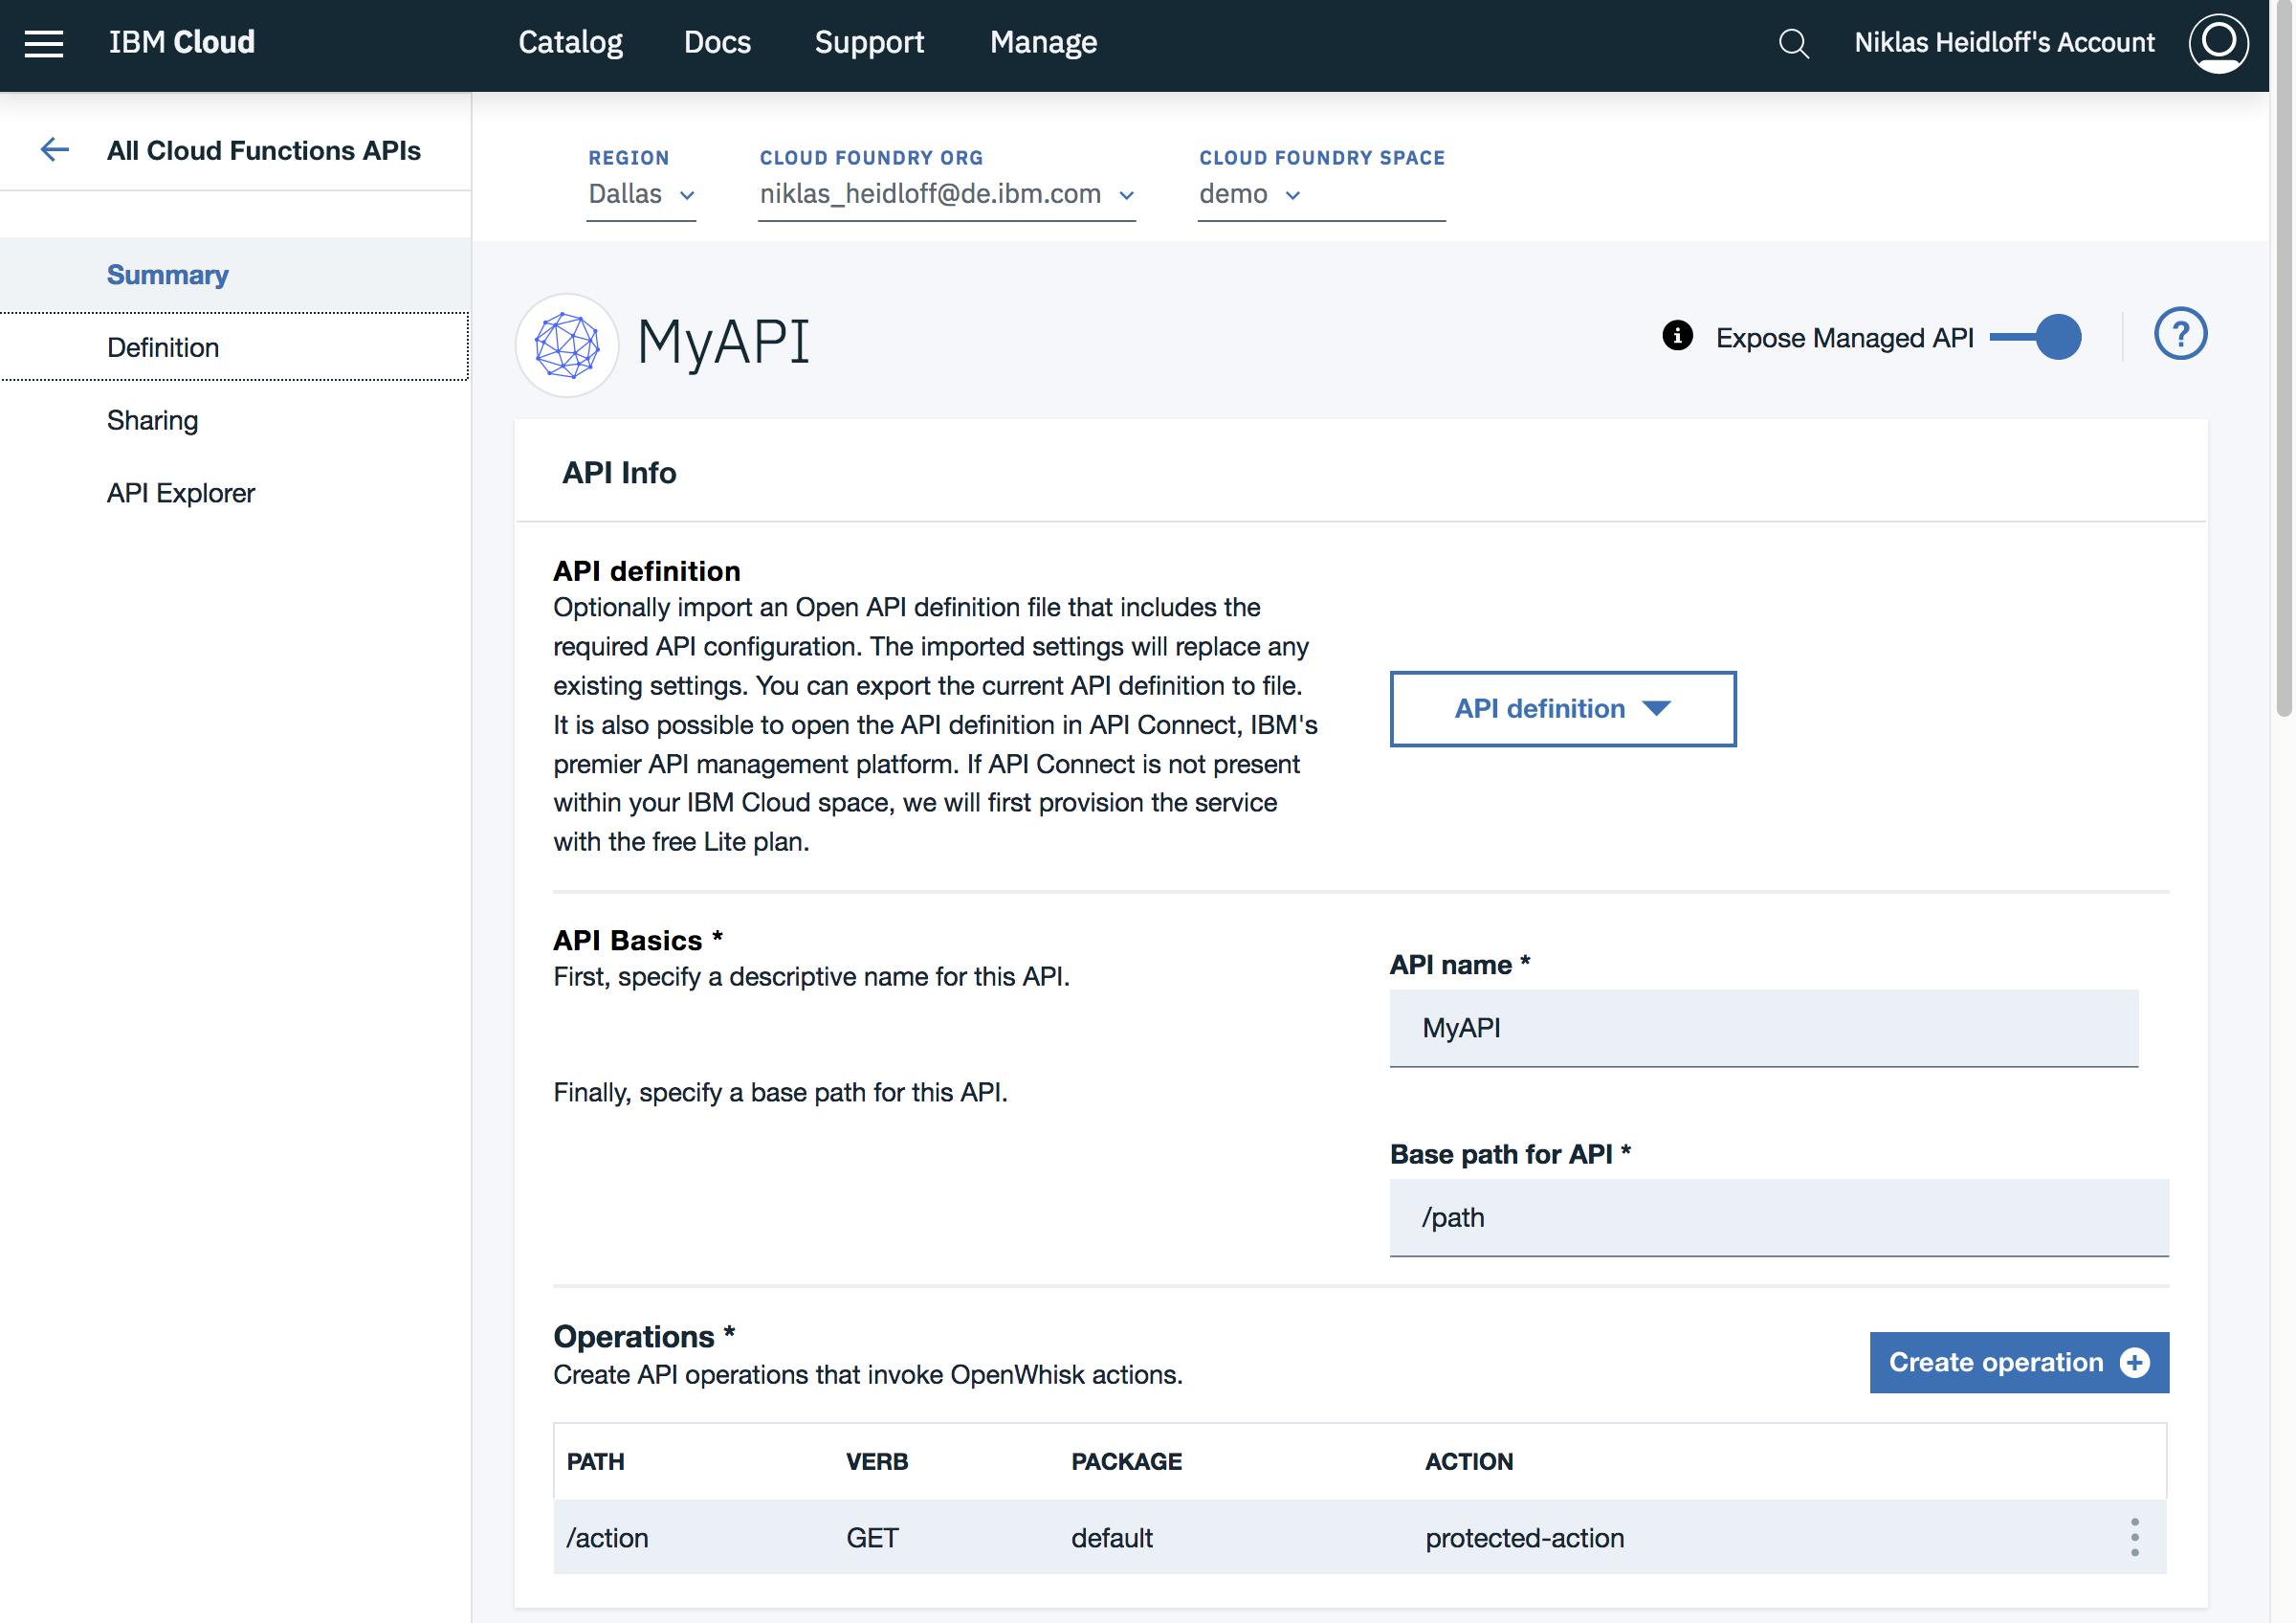 IBM Cloud
Catalog
Docs
Support
Manage
Niklas Heidloff's Account
All Cloud Functions APIs
Summary
Definition
Sharing
API Explorer
REGION
Dallas
CLOUD FOUNDRY ORG
niklas_heidloff@de.ibm.com
CLOUD FOUNDRY SPACE
demo
MyAPI
i
Expose Managed API
?
API Info
API definition
Optionally import an Open API definition file that includes the
required API configuration. The imported settings will replace any
existing settings. You can export the current API definition to file.
It is also possible to open the API definition in API Connect, IBM's
premier API management platform. If API Connect is not present
within your IBM Cloud space, we will first provision the service
with the free Lite plan.
API definition
API Basics *
First, specify a descriptive name for this API.
API name *
MyAPI
Finally, specify a base path for this API.
Base path for API *
/path
Operations *
Create API operations that invoke OpenWhisk actions.
Create operation
PATH VERB PACKAGE ACTION
/action GET default protected-action